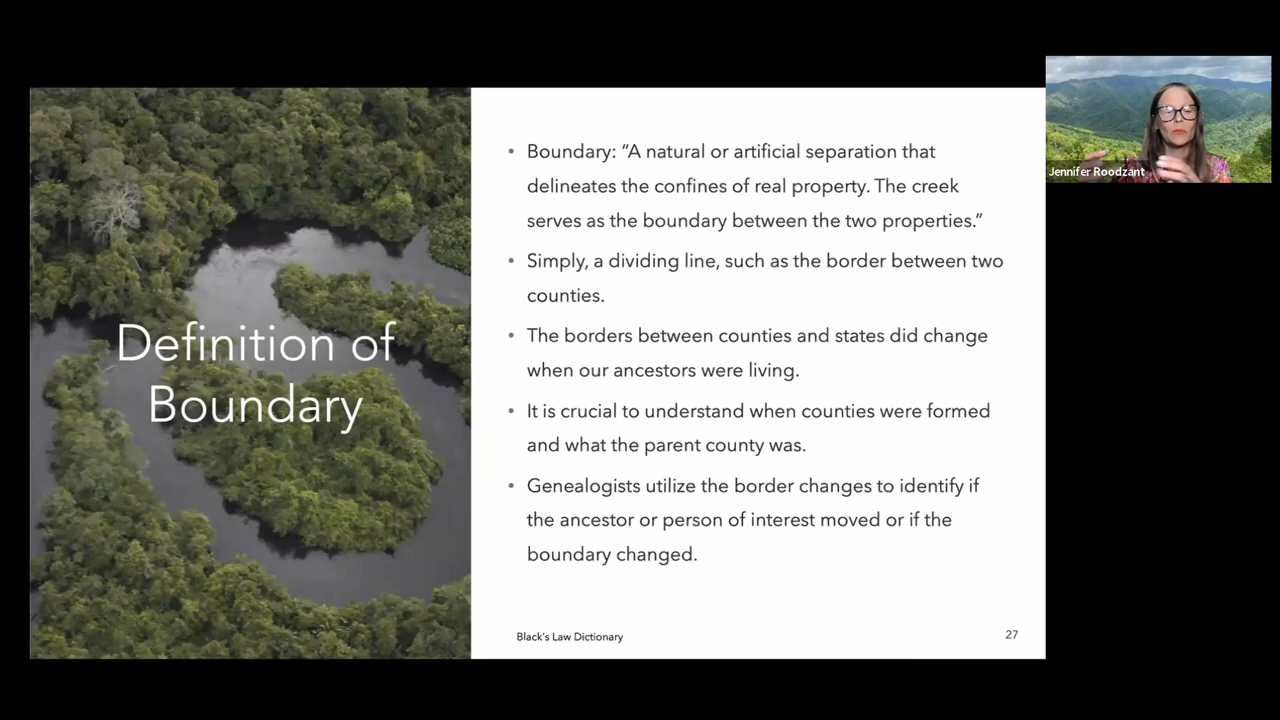 Definition of
Boundary
• Boundary: “A natural or artificial separation that
delineates the confines of real property. The creek
serves as the boundary between the two properties.”
• Simply, a dividing line, such as the border between two
counties.
• The borders between counties and states did change
when our ancestors were living.
• It is crucial to understand when counties were formed
and what the parent county was.
• Genealogists utilize the border changes to identify if
the ancestor or person of interest moved or if the
boundary changed.
Black’s Law Dictionary
27
Jennifer Roodzant